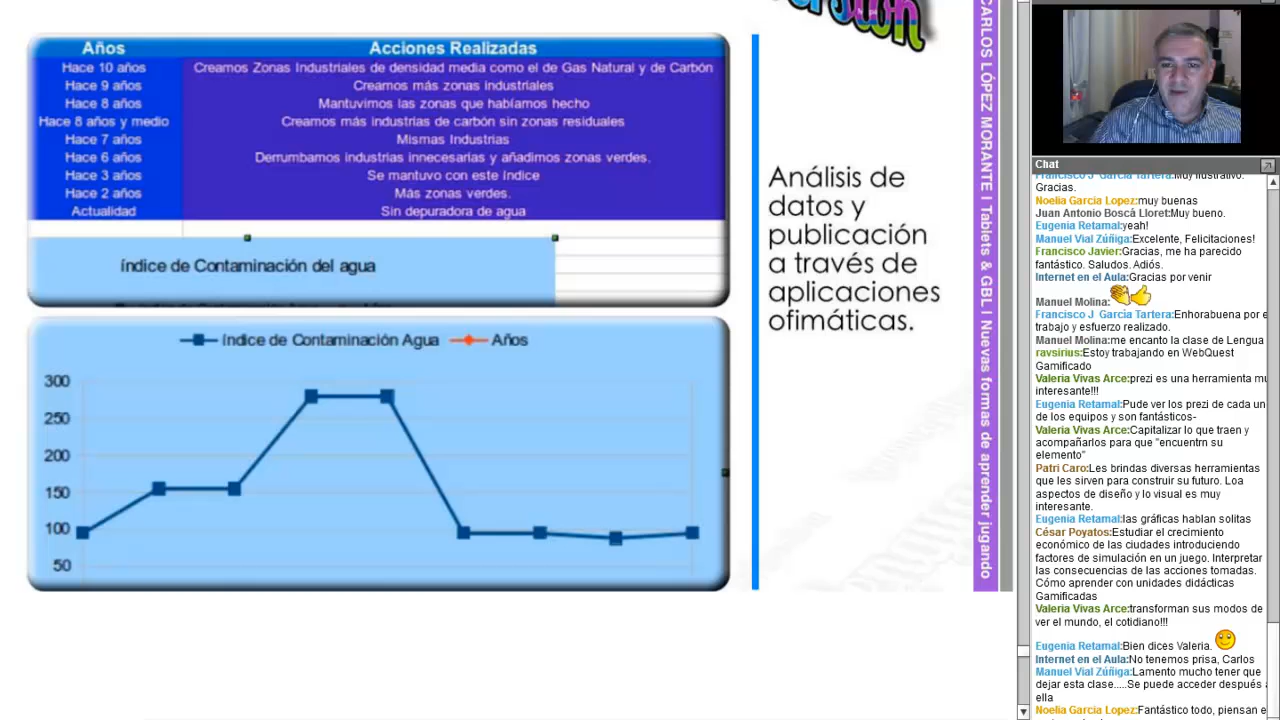 Años Acciones Realizadas
Hace 10 años Creamos Zonas Industriales de densidad media como el de Gas Natural y de Carbón
Hace 9 años Creamos más zonas industriales
Hace 8 años Mantuvimos las zonas que habíamos hecho
Hace 8 años y medio Creamos más industrias de carbón sin zonas residuales
Hace 7 años Mismas Industrias
Hace 6 años Derrumbamos industrias innecesarias y añadimos zonas verdes.
Hace 3 años Se mantuvo con este índice
Hace 2 años Más zonas verdes.
Actualidad Sin depuradora de agua
índice de Contaminación del agua
índice de Contaminación Agua Años
300
250
200
150
100
50
Análisis de
datos y
publicación
a través de
aplicaciones
ofimáticas.
CARLOS LÓPEZ MORANTE I Tablets & GBL I Nuevas formas de aprender jugando
Chat
Francisco J Garcia Tartera:Muy ilustrativo.
Gracias.
Noelia Garcia Lopez:muy buenas
Juan Antonio Boscá Lloret:Muy bueno.
Eugenia Retamal:yeah!
Manuel Vial Zúñiga:Excelente, Felicitaciones!
Francisco Javier:Gracias, me ha parecido
fantástico. Saludos. Adiós.
Internet en el Aula:Gracias por venir
Manuel Molina:
Francisco J Garcia Tartera:Enhorabuena por e
trabajo y esfuerzo realizado.
Manuel Molina:me encanto la clase de Lengua
ravsirius:Estoy trabajando en WebQuest
Gamificado
Valeria Vivas Arce:prezi es una herramienta mu
interesante!!!
Eugenia Retamal:Pude ver los prezi de cada un
de los equipos y son fantásticos-
Valeria Vivas Arce:Capitalizar lo que traen y
acompañarlos para que "encuentrn su
elemento"
Patri Caro:Les brindas diversas herramientas
que les sirven para construir su futuro. Loa
aspectos de diseño y lo visual es muy
interesante.
Eugenia Retamal:las gráficas hablan solitas
César Poyatos:Estudiar el crecimiento
económico de las ciudades introduciendo
factores de simulación en un juego. Interpretar
las consecuencias de las acciones tomadas.
Cómo aprender con unidades didácticas
Gamificadas
Valeria Vivas Arce:transforman sus modos de
ver el mundo, el cotidiano!!!
Eugenia Retamal:Bien dices Valeria.
Internet en el Aula:No tenemos prisa, Carlos
Manuel Vial Zúñiga:Lamento mucho tener que
dejar esta clase.....Se puede acceder después a
ella
Noelia Garcia Lopez:Fantástico todo, piensan e